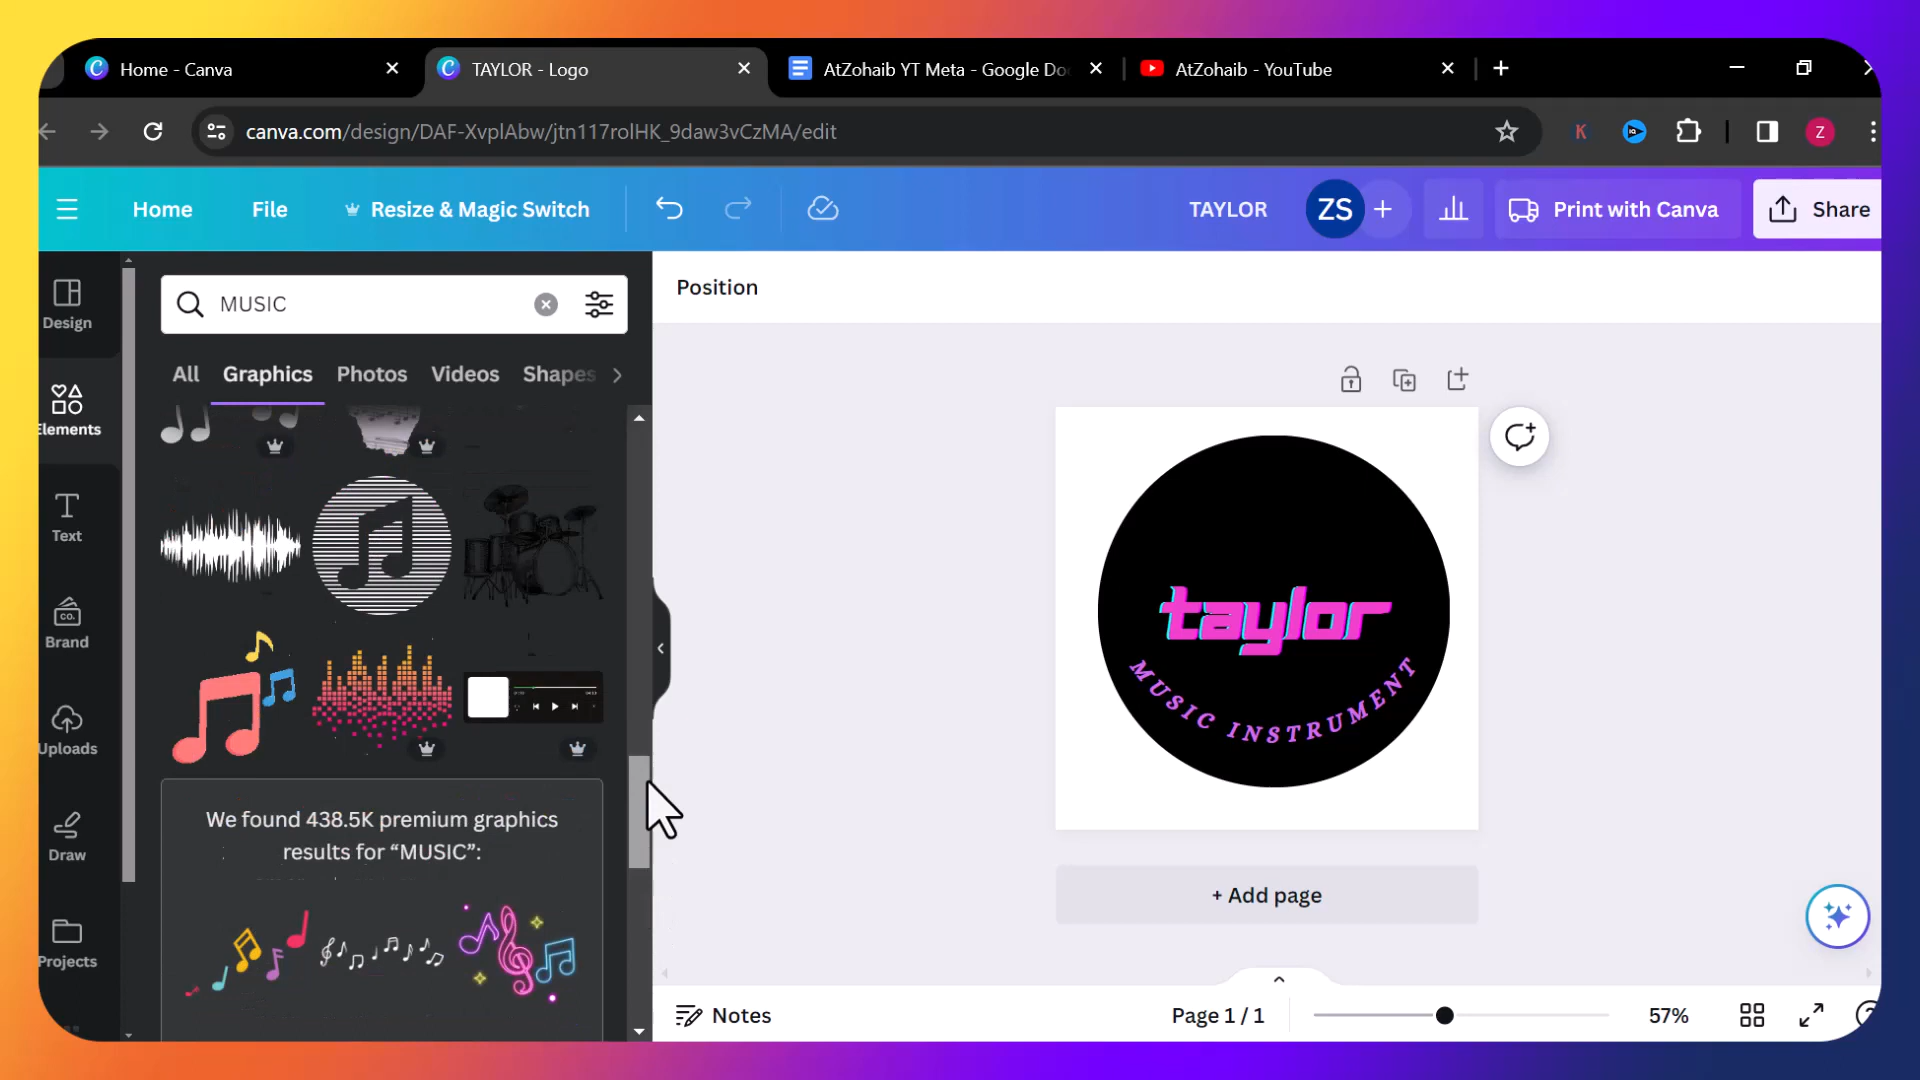 Home - Canva
TAYLOR - Logo
AtZohaib YT Meta - Google Do
AtZohaib - YouTube
canva.com/design/DAF-XvplAbw/jtn117rolHK_9daw3vCzMA/edit
K
Z
Home
File
Resize & Magic Switch
TAYLOR
ZS
Print with Canva
Share
Design
Elements
Text
Brand
Uploads
Draw
Projects
MUSIC
All
Graphics
Photos
Videos
Shapes
We found 438.5K premium graphics
results for “MUSIC”:
Position
taylor
MUSIC INSTRUMENT
+ Add page
Notes
Page 1 / 1
57%